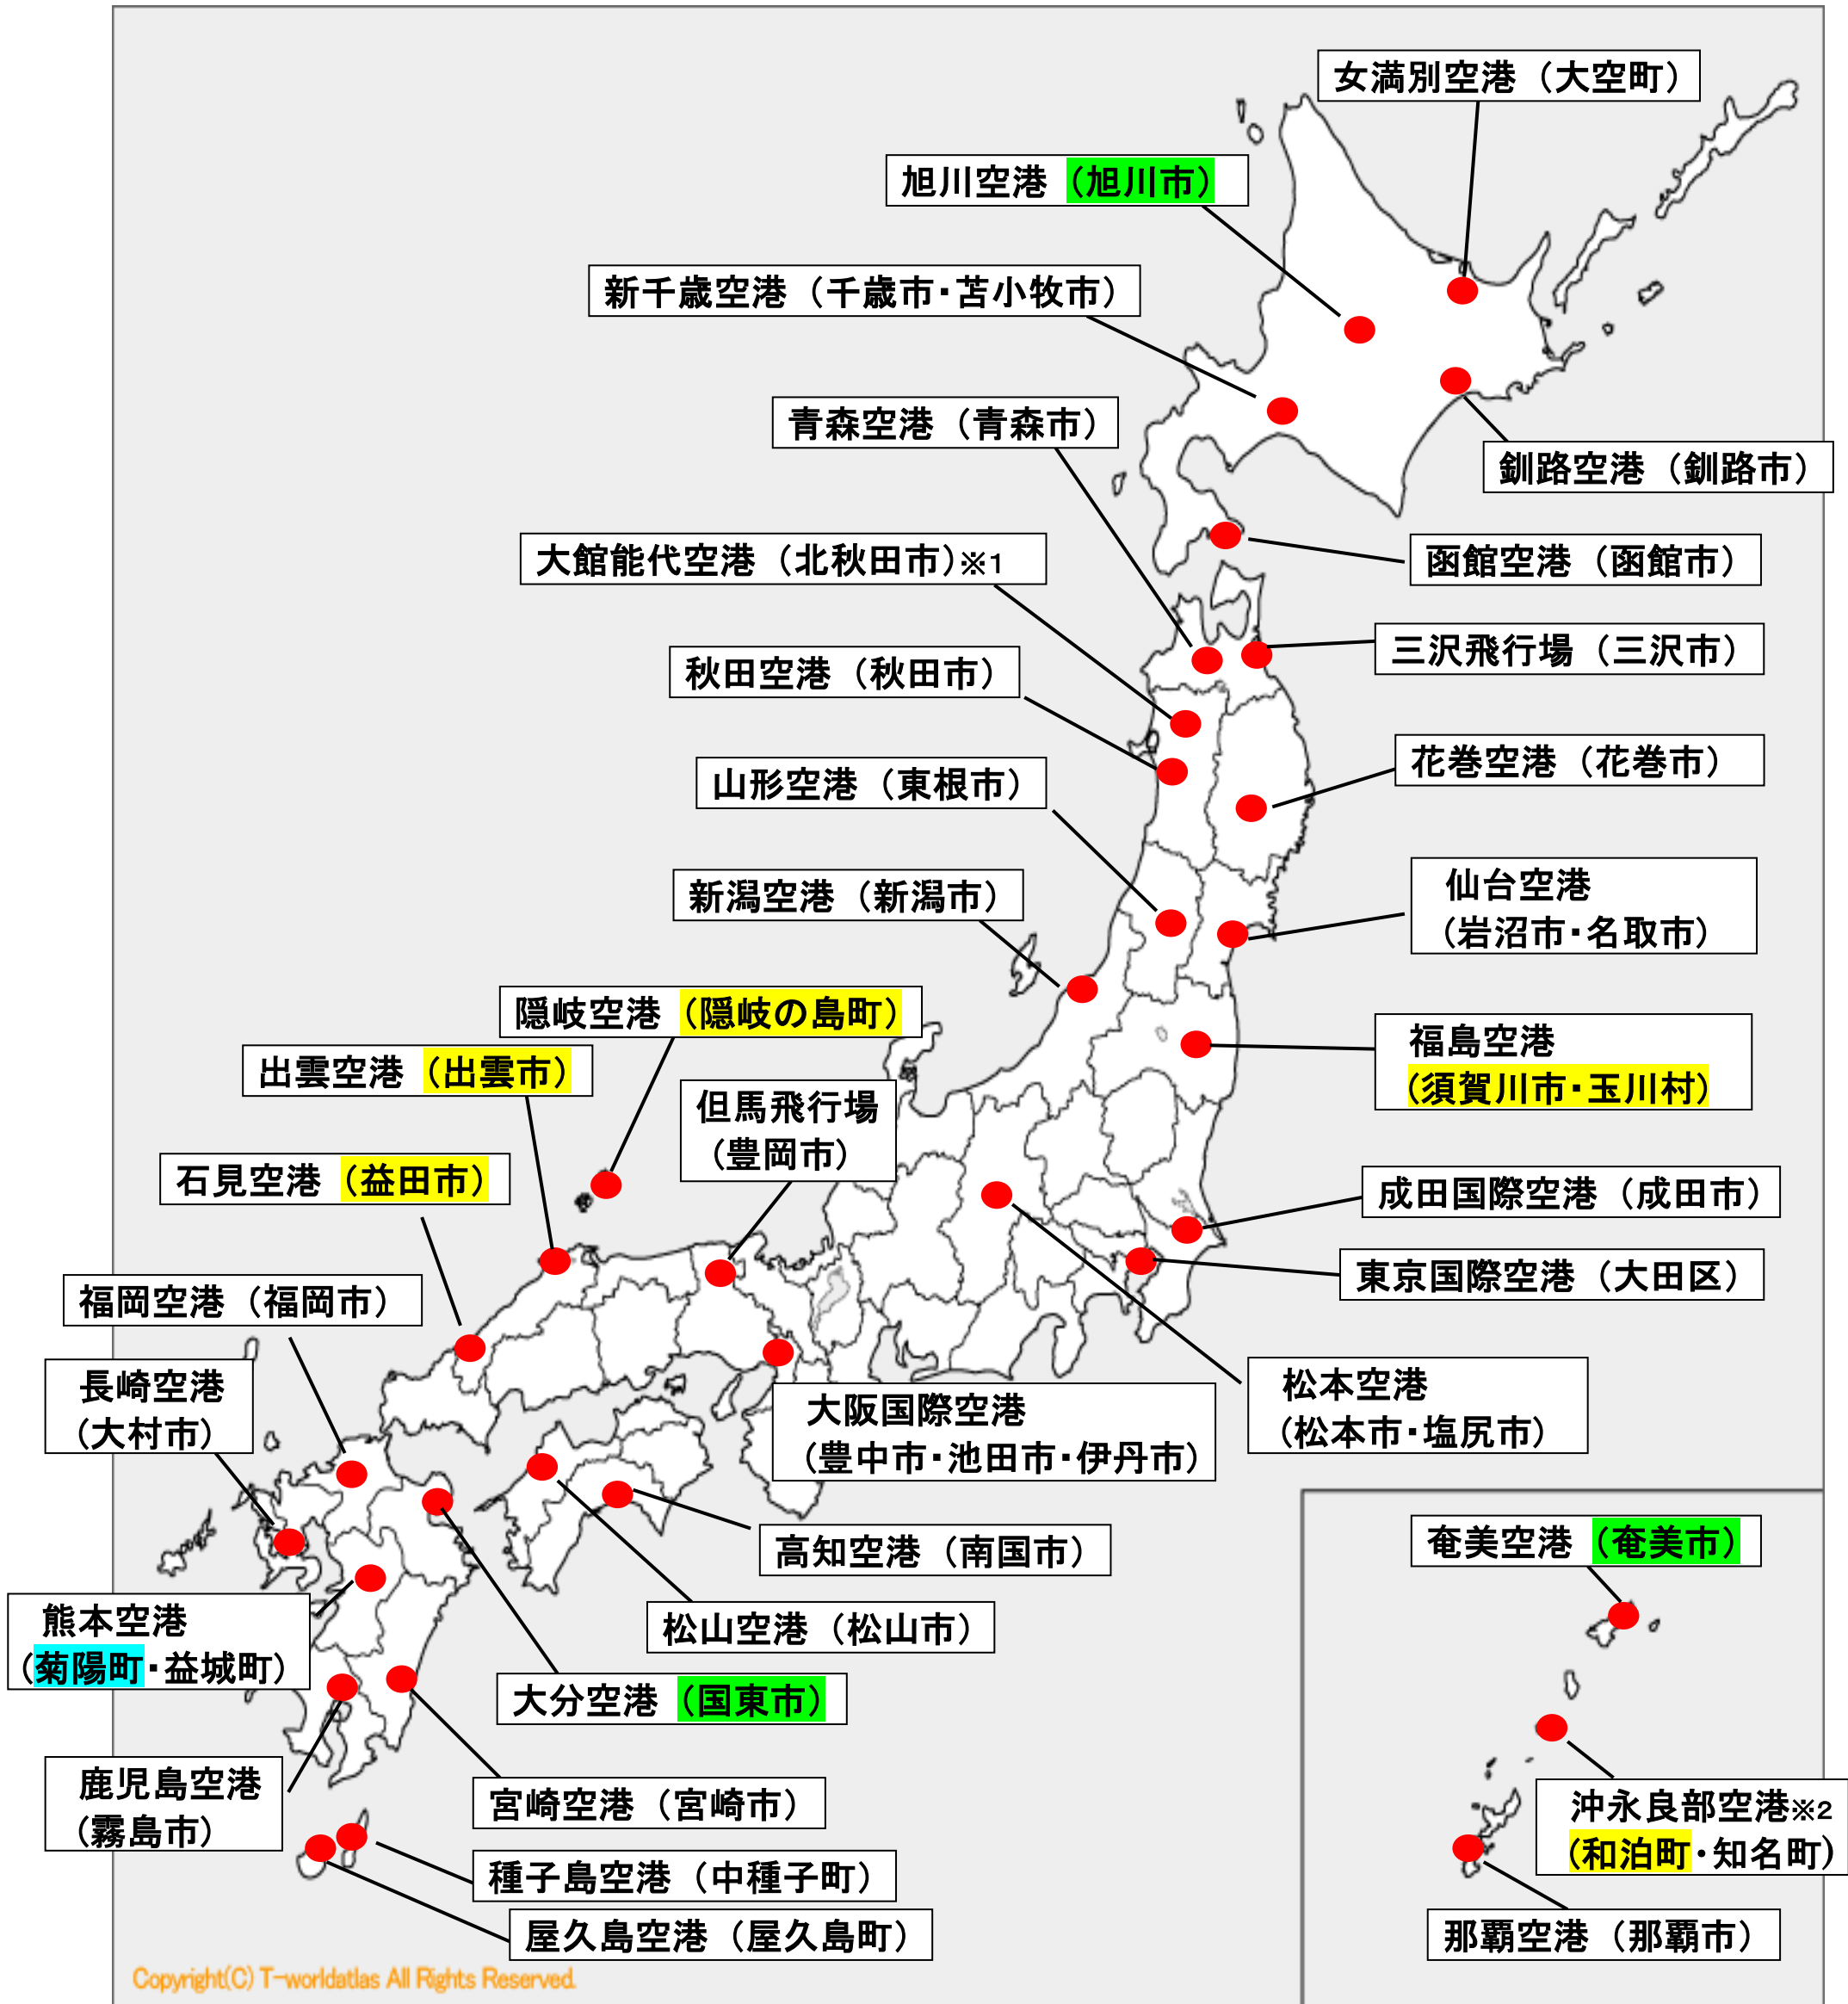 女満別空港（大空町）
旭川空港（旭川市）
新千歳空港（千歳市・苫小牧市）
青森空港（青森市）
釧路空港（釧路市）
大館能代空港（北秋田市）※1
函館空港（函館市）
秋田空港（秋田市）
三沢飛行場（三沢市）
山形空港（東根市）
花巻空港（花巻市）
新潟空港（新潟市）
仙台空港
（岩沼市・名取市）
隠岐空港（隠岐の島町）
福島空港
（須賀川市・玉川村）
出雲空港（出雲市）
但馬飛行場
（豊岡市）
石見空港（益田市）
成田国際空港（成田市）
東京国際空港（大田区）
福岡空港（福岡市）
長崎空港
（大村市）
大阪国際空港
（豊中市・池田市・伊丹市）
松本空港
（松本市・塩尻市）
高知空港（南国市）
奄美空港（奄美市）
熊本空港
（菊陽町・益城町）
松山空港（松山市）
大分空港（国東市）
鹿児島空港
（霧島市）
宮崎空港（宮崎市）
沖永良部空港※2
（和泊町・知名町）
種子島空港（中種子町）
屋久島空港（屋久島町）
那覇空港（那覇市）
Copyright(C) T-worldatlas All Rights Reserved.